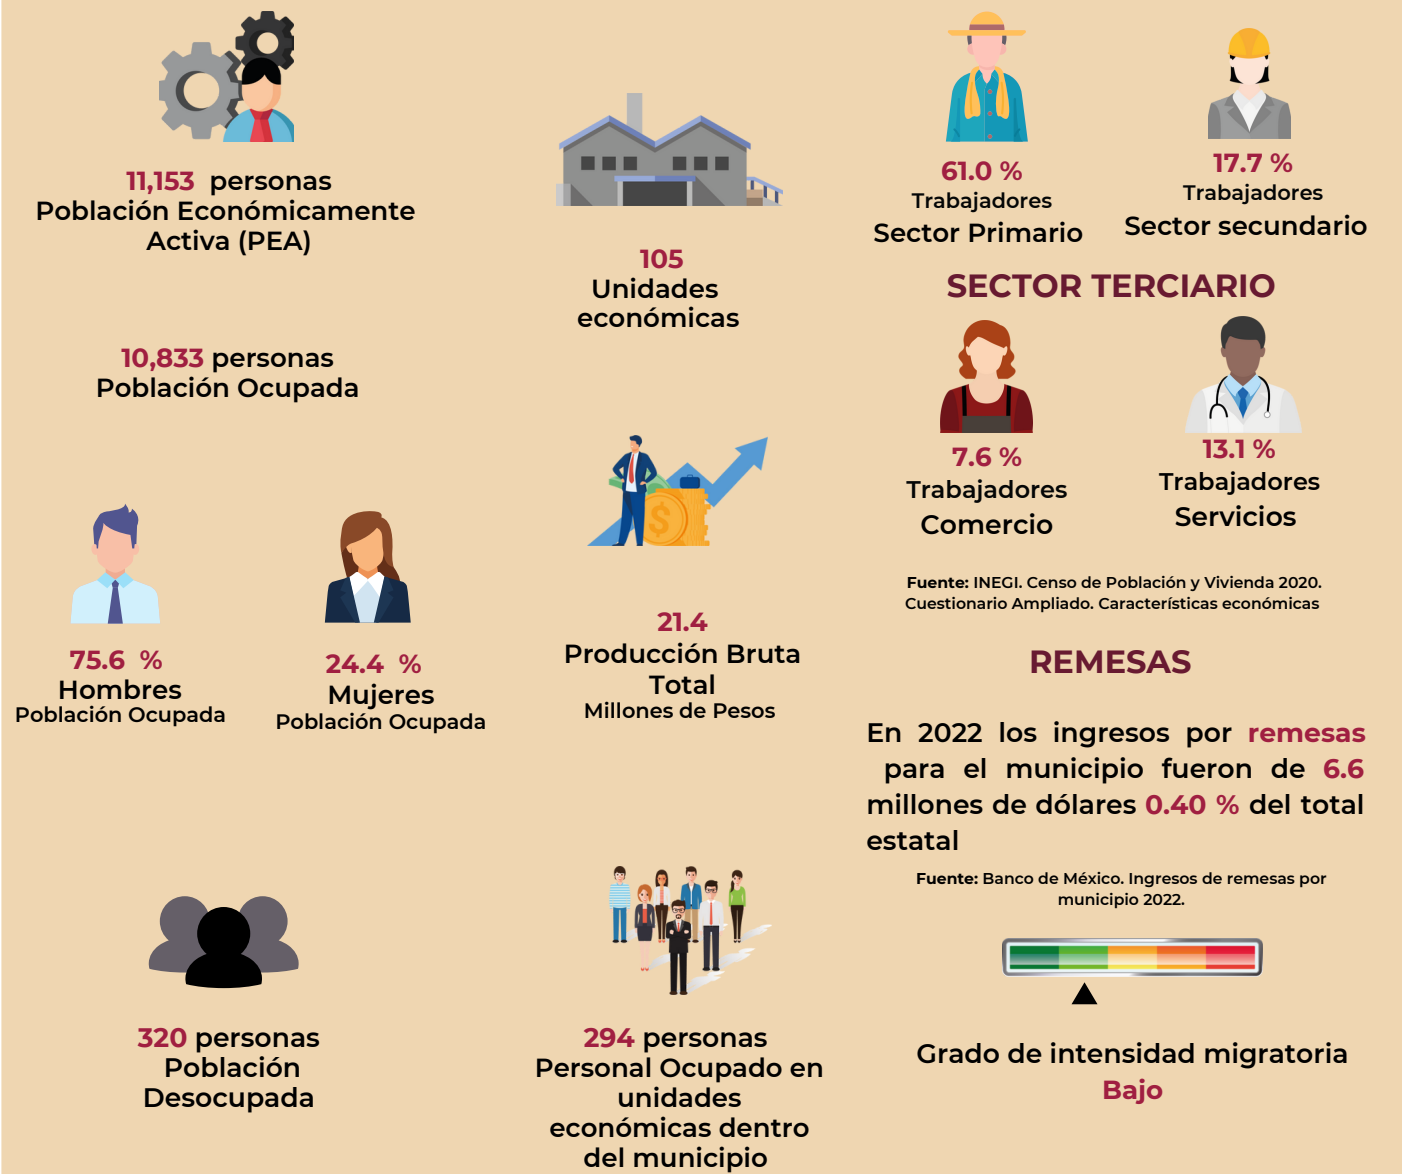 11,153 personas
Población Económicamente
Activa (PEA)
10,833 personas
Población Ocupada
75.6 %
Hombres
Población Ocupada
24.4 %
Mujeres
Población Ocupada
320 personas
Población
Desocupada
105
Unidades
económicas
21.4
Producción Bruta
Total
Millones de Pesos
294 personas
Personal Ocupado en
unidades
económicas dentro
del municipio
61.0 %
Trabajadores
Sector Primario
17.7 %
Trabajadores
Sector secundario
SECTOR TERCIARIO
7.6 %
Trabajadores
Comercio
13.1 %
Trabajadores
Servicios
Fuente: INEGI. Censo de Población y Vivienda 2020.
Cuestionario Ampliado. Características económicas
REMESAS
En 2022 los ingresos por remesas
para el municipio fueron de 6.6
millones de dólares 0.40 % del total
estatal
Fuente: Banco de México. Ingresos de remesas por
municipio 2022.
Grado de intensidad migratoria
Bajo